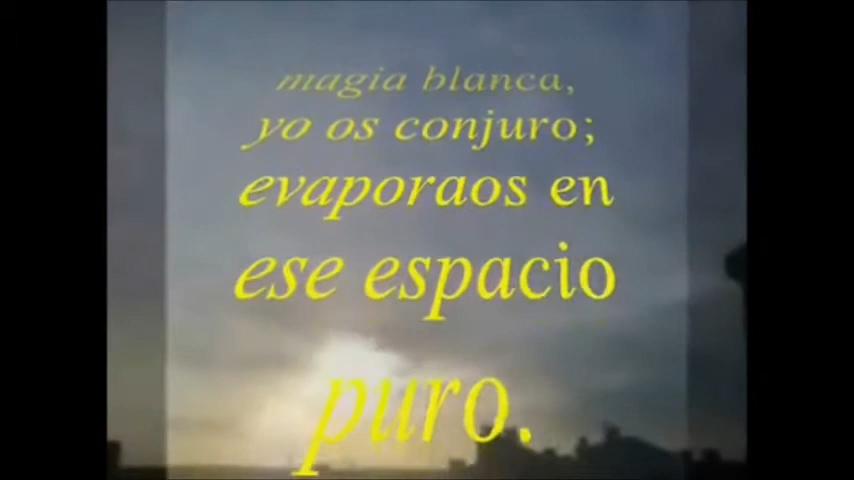 magia blanca,
yo os conjuro;
evaporaos en
ese espacio
puro.